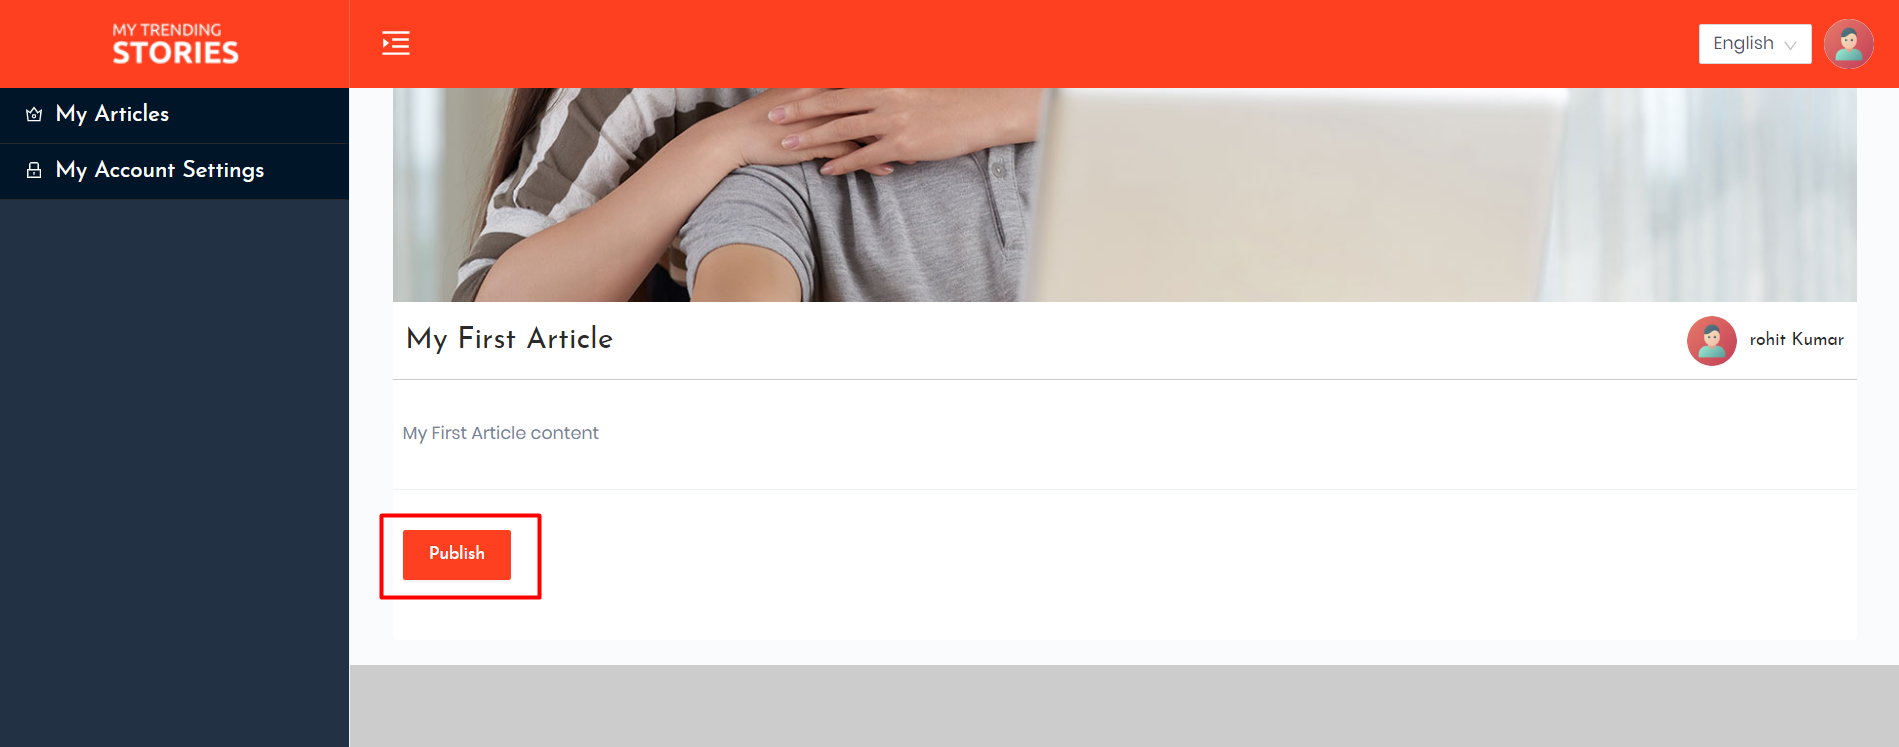 MY TRENDING
STORIES
English
My Articles
My Account Settings
My First Article
rohit Kumar
My First Article content
Publish